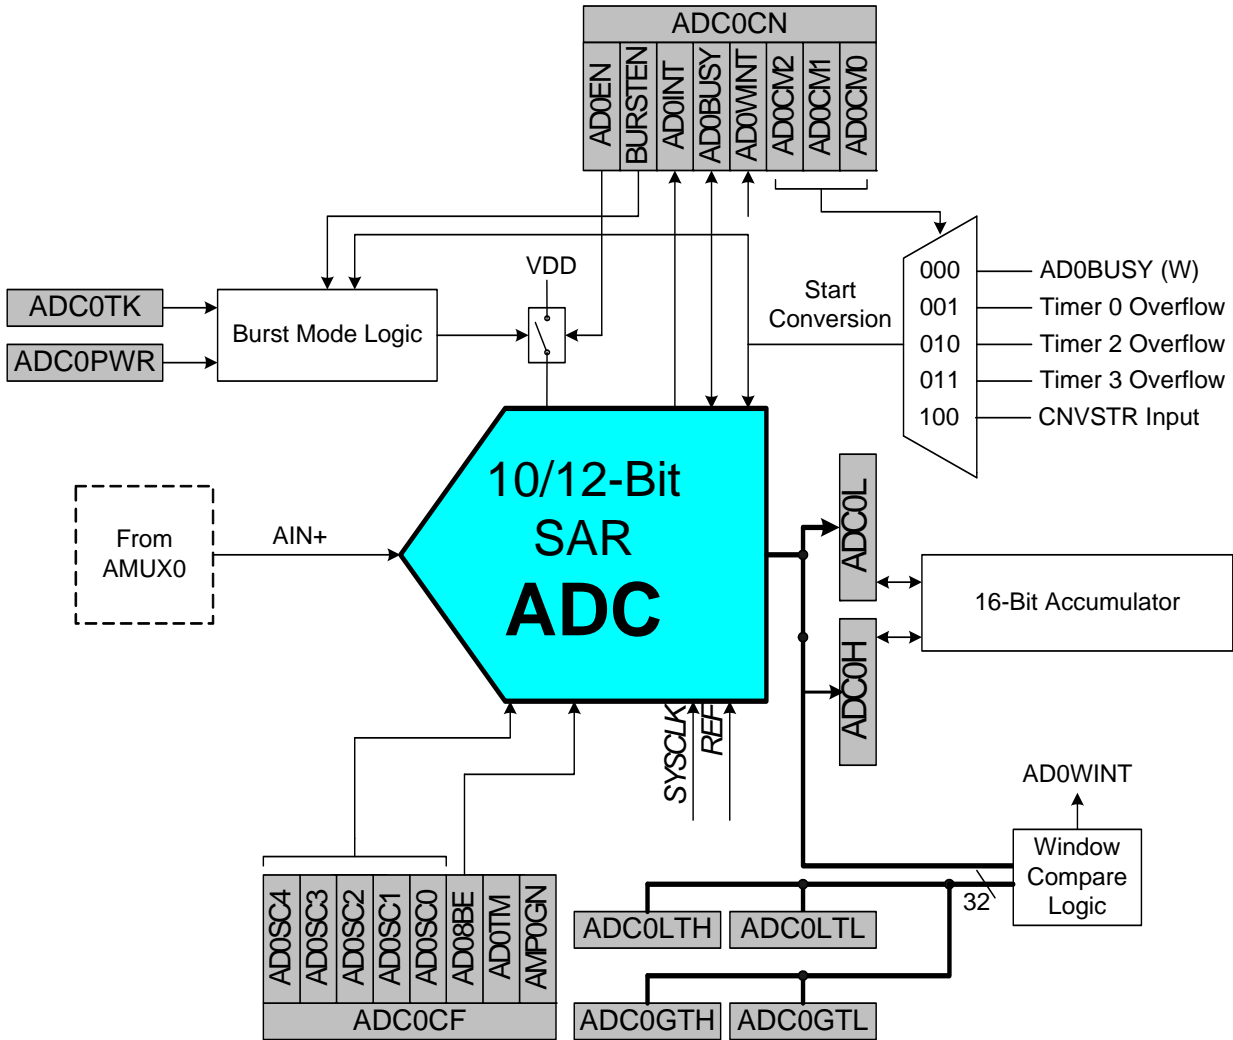 ADC0CN
AD0EN
BURSTEN
AD0INT
AD0BUSY
AD0WINT
AD0CM2
AD0CM1
AD0CM0
VDD
ADC0TK
ADC0PWR
Burst Mode Logic
Start
Conversion
000
001
010
011
100
AD0BUSY (W)
Timer 0 Overflow
Timer 2 Overflow
Timer 3 Overflow
CNVSTR Input
From
AMUX0
AIN+
10/12-Bit
SAR
ADC
ADC0L
ADC0H
16-Bit Accumulator
SYSCLK
REF
AD0WINT
Window
Compare
Logic
32
AD0SC4
AD0SC3
AD0SC2
AD0SC1
AD0SC0
AD08BE
AD0TM
AMP0GN
ADC0CF
ADC0LTH
ADC0LTL
ADC0GTH
ADC0GTL